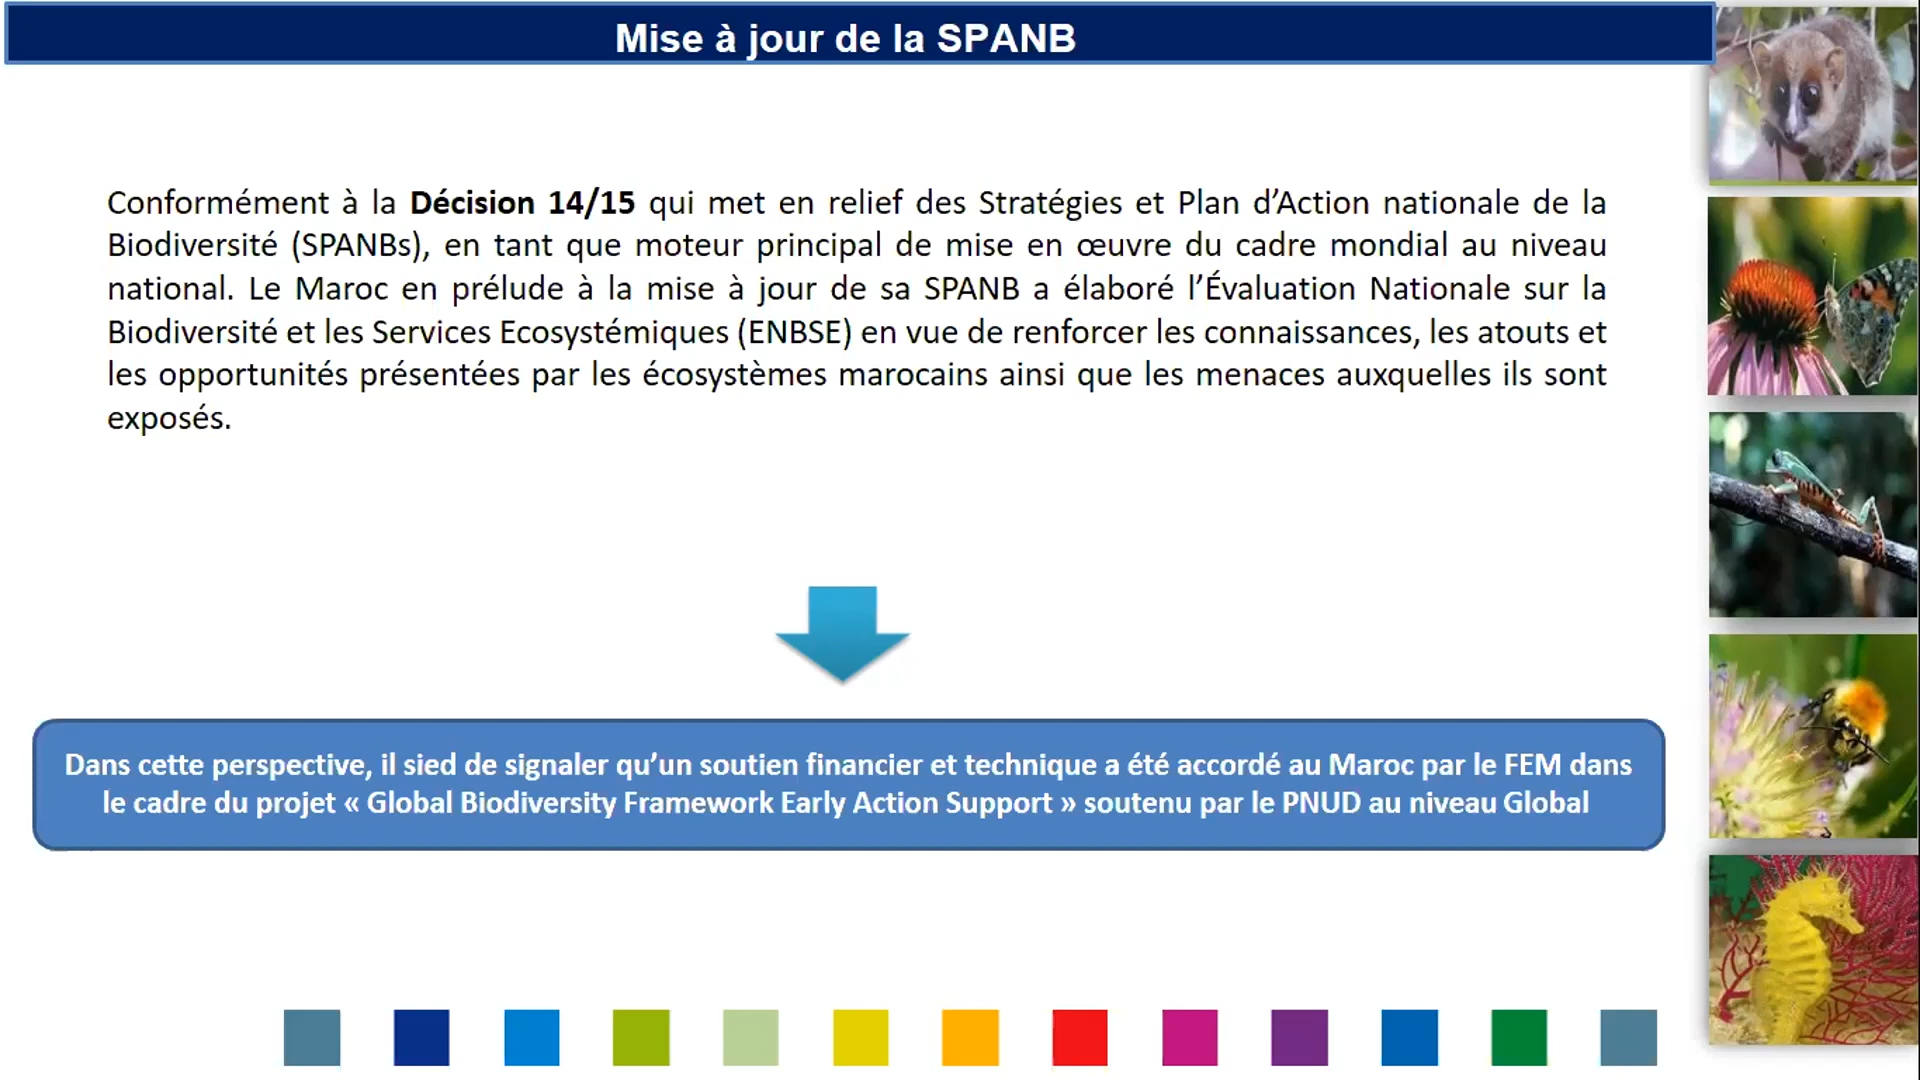 Mise à jour de la SPANB
Conformément à la Décision 14/15 qui met en relief des Stratégies et Plan d’Action nationale de la
Biodiversité (SPANBs), en tant que moteur principal de mise en œuvre du cadre mondial au niveau
national. Le Maroc en prélude à la mise à jour de sa SPANB a élaboré l’Évaluation Nationale sur la
Biodiversité et les Services Ecosystémiques (ENBSE) en vue de renforcer les connaissances, les atouts et
les opportunités présentées par les écosystèmes marocains ainsi que les menaces auxquelles ils sont
exposés.
Dans cette perspective, il sied de signaler qu’un soutien financier et technique a été accordé au Maroc par le FEM dans
le cadre du projet « Global Biodiversity Framework Early Action Support » soutenu par le PNUD au niveau Global